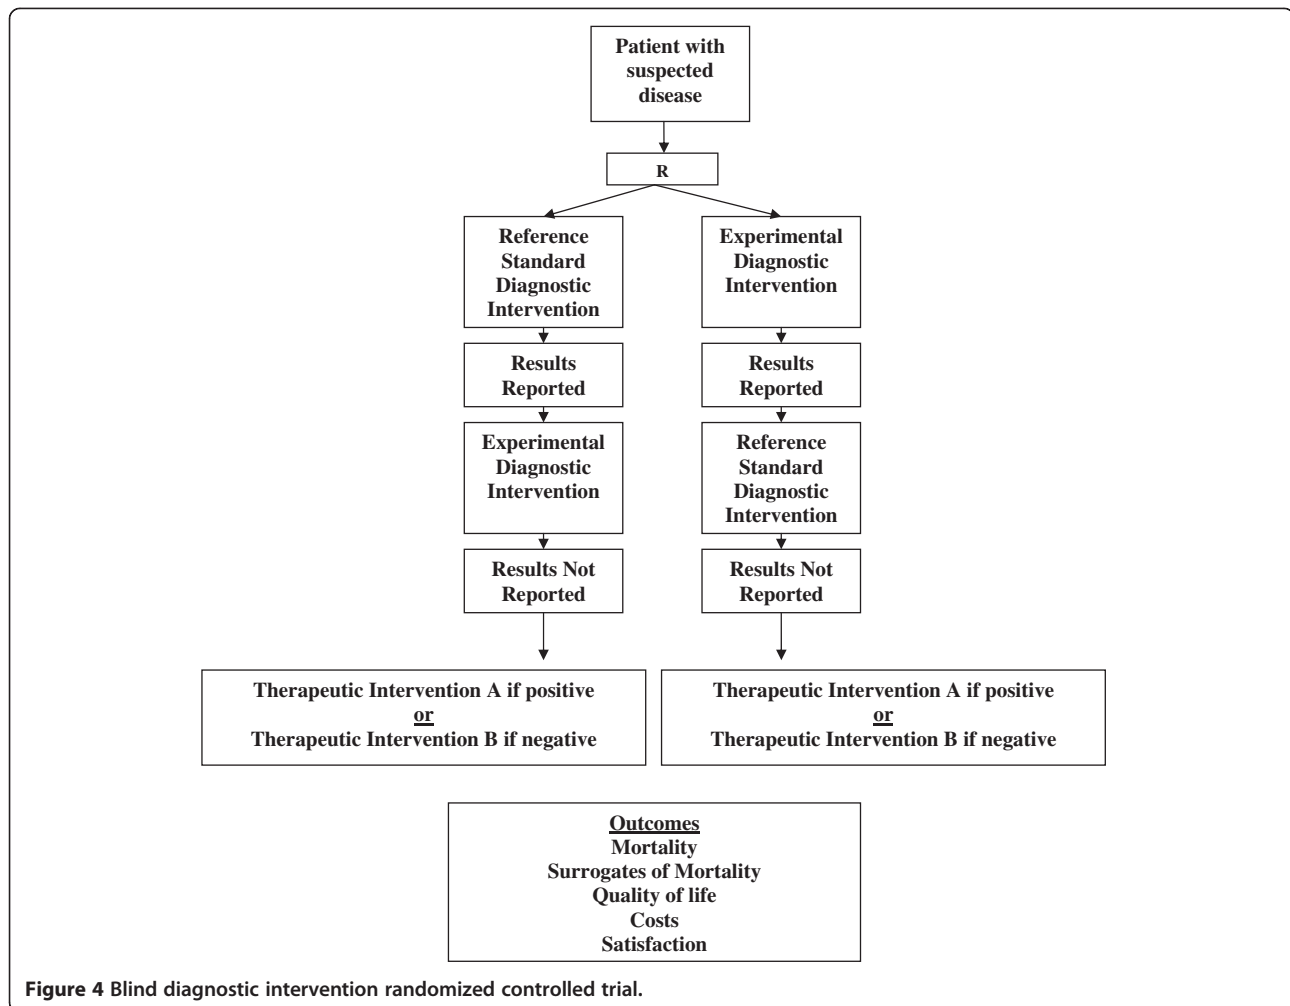 Patient with
suspected
disease
R
Reference
Standard
Diagnostic
Intervention
Experimental
Diagnostic
Intervention
Results
Reported
Results
Reported
Experimental
Diagnostic
Intervention
Reference
Standard
Diagnostic
Intervention
Results Not
Reported
Results Not
Reported
Therapeutic Intervention A if positive
or
Therapeutic Intervention B if negative
Therapeutic Intervention A if positive
or
Therapeutic Intervention B if negative
Outcomes
Mortality
Surrogates of Mortality
Quality of life
Costs
Satisfaction
Figure 4 Blind diagnostic intervention randomized controlled trial.